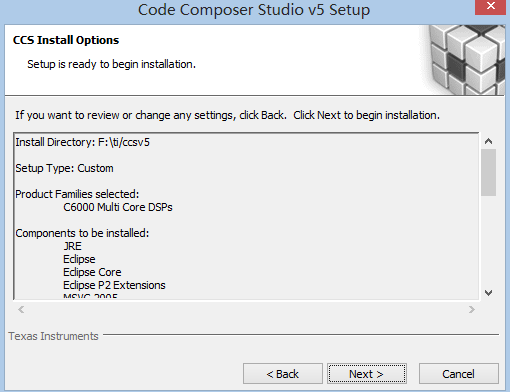 Code Composer Studio v5 Setup
CCS Install Options
Setup is ready to begin installation.
If you want to review or change any settings, click Back. Click Next to begin installation.
Install Directory: F:\ti/ccsv5
Setup Type: Custom
Product Families selected:
C6000 Multi Core DSPs
Components to be installed:
JRE
Eclipse
Eclipse Core
Eclipse P2 Extensions
MSVC 2005
Texas Instruments
< Back
Next >
Cancel